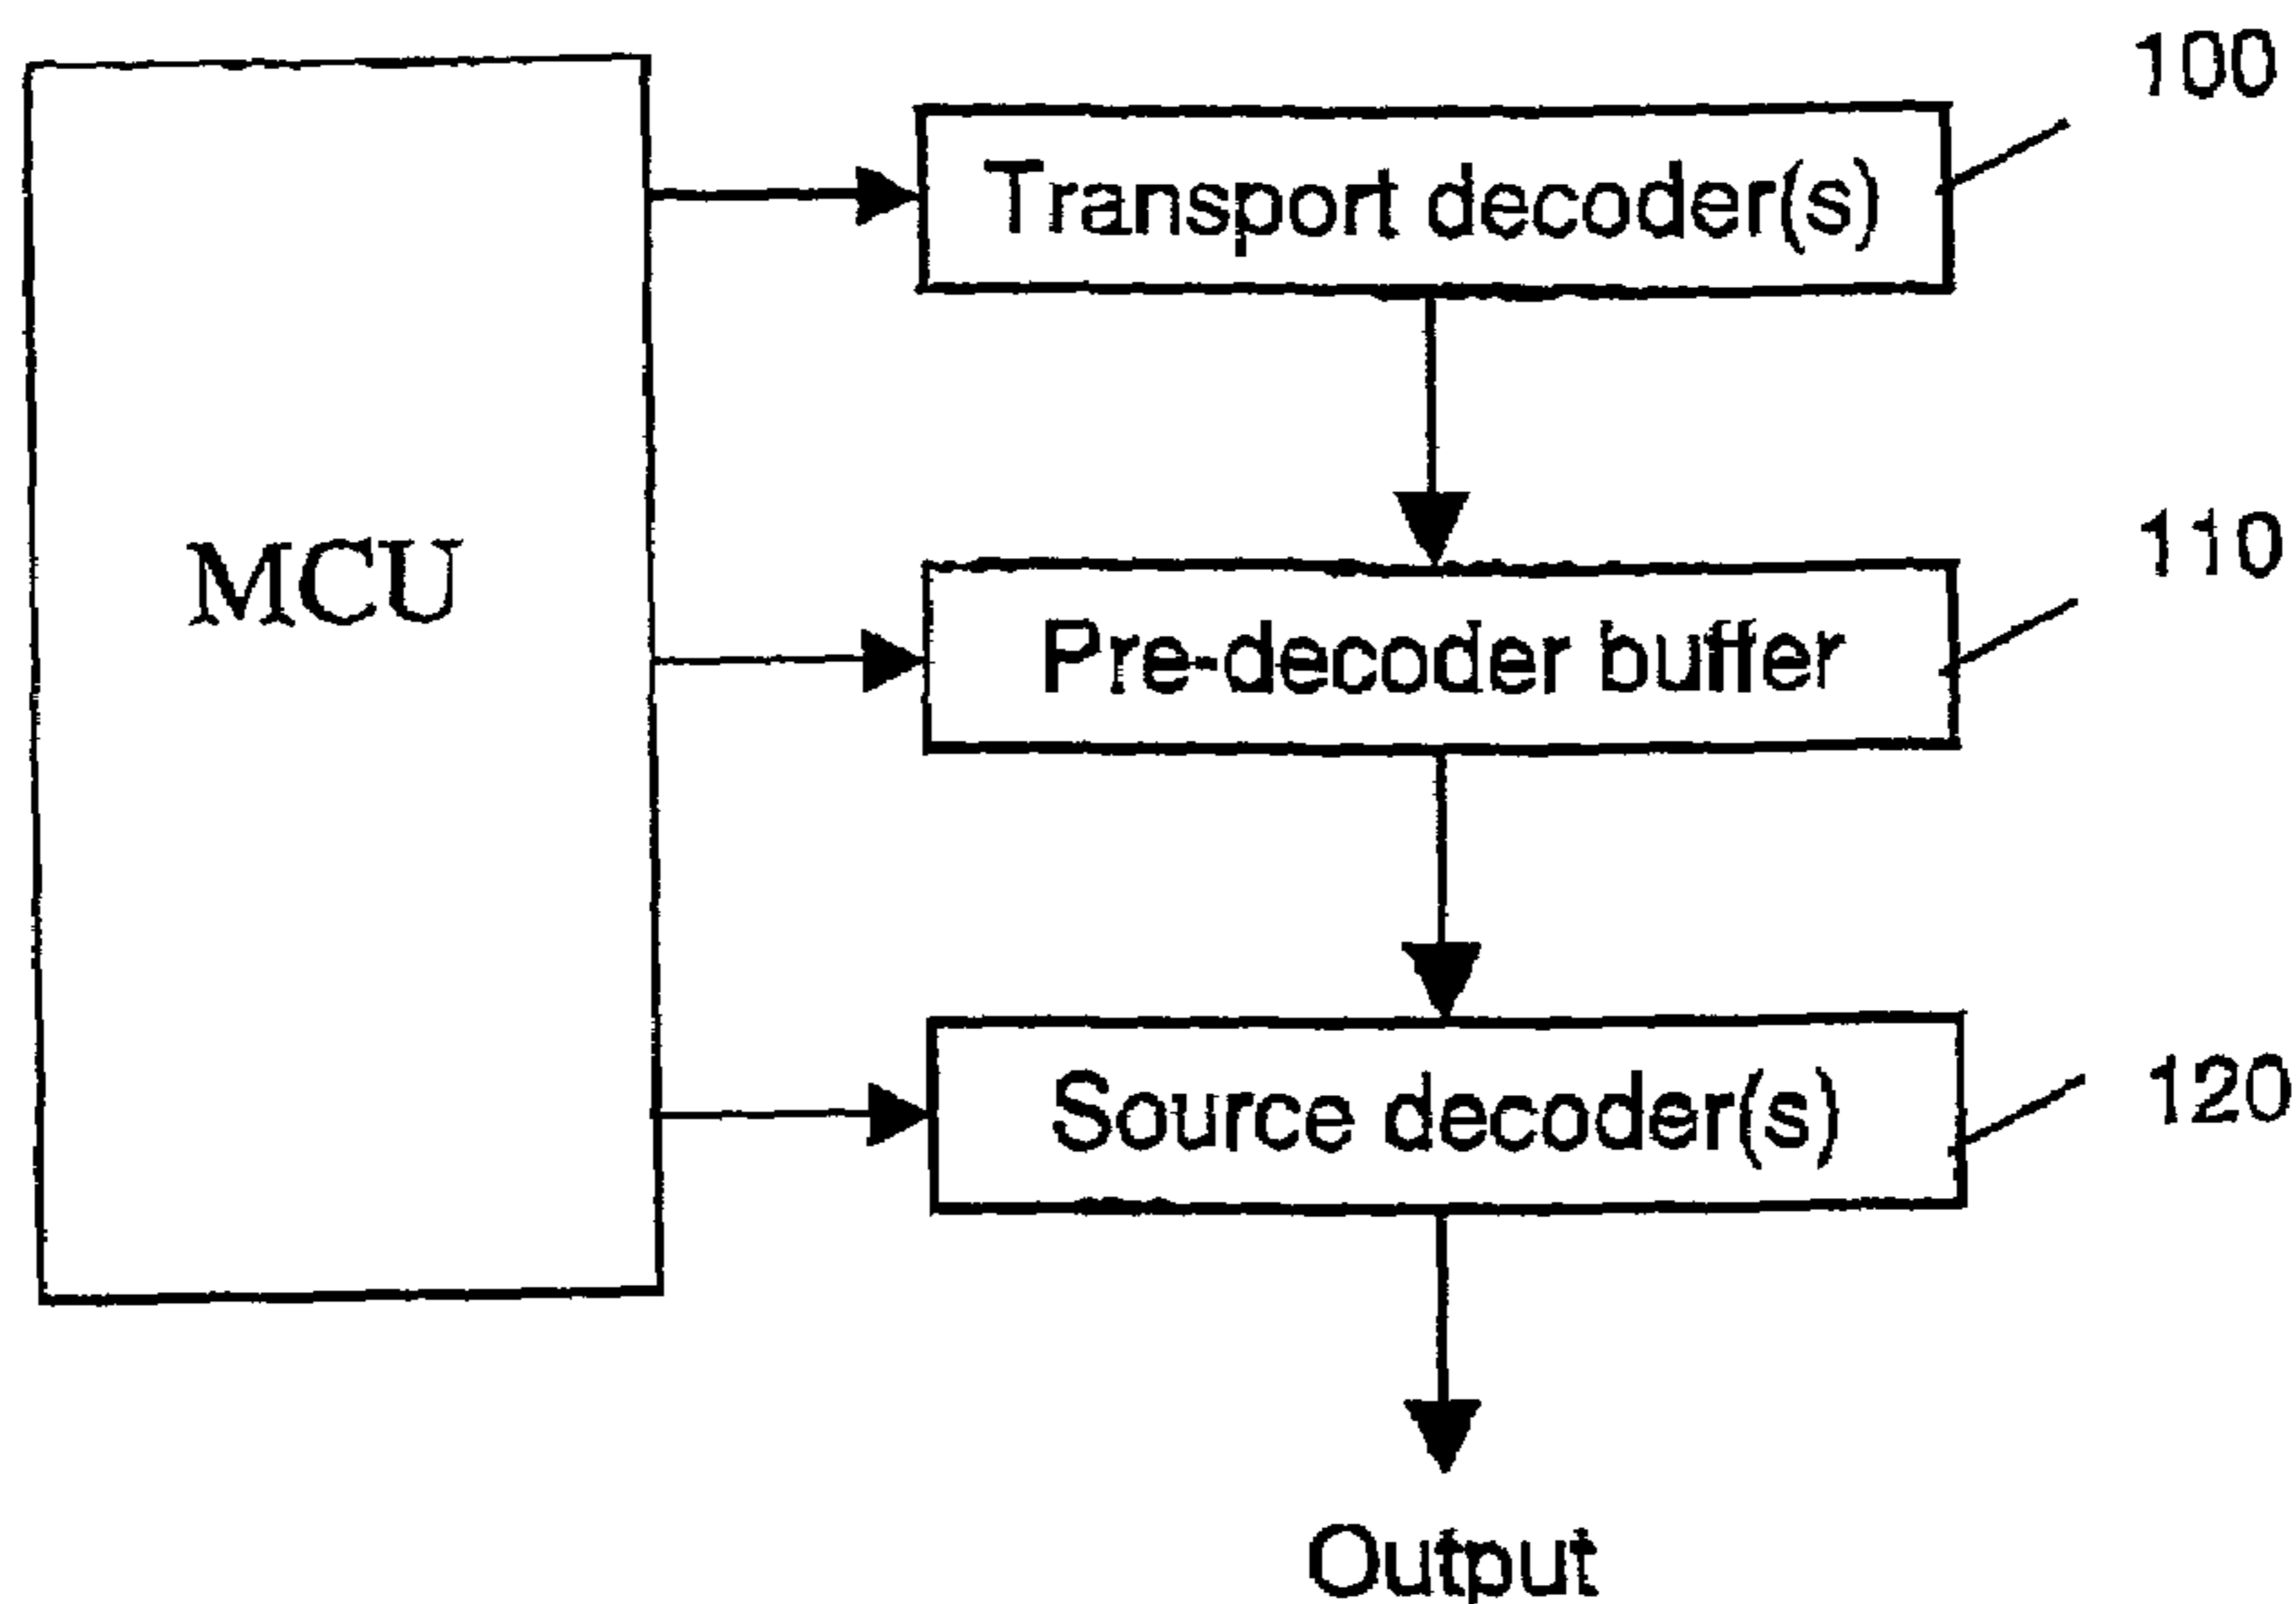 100
Transport decoder(s)
110
MCU
Pre-decoder buffer
120
Source decoder(s)
Output